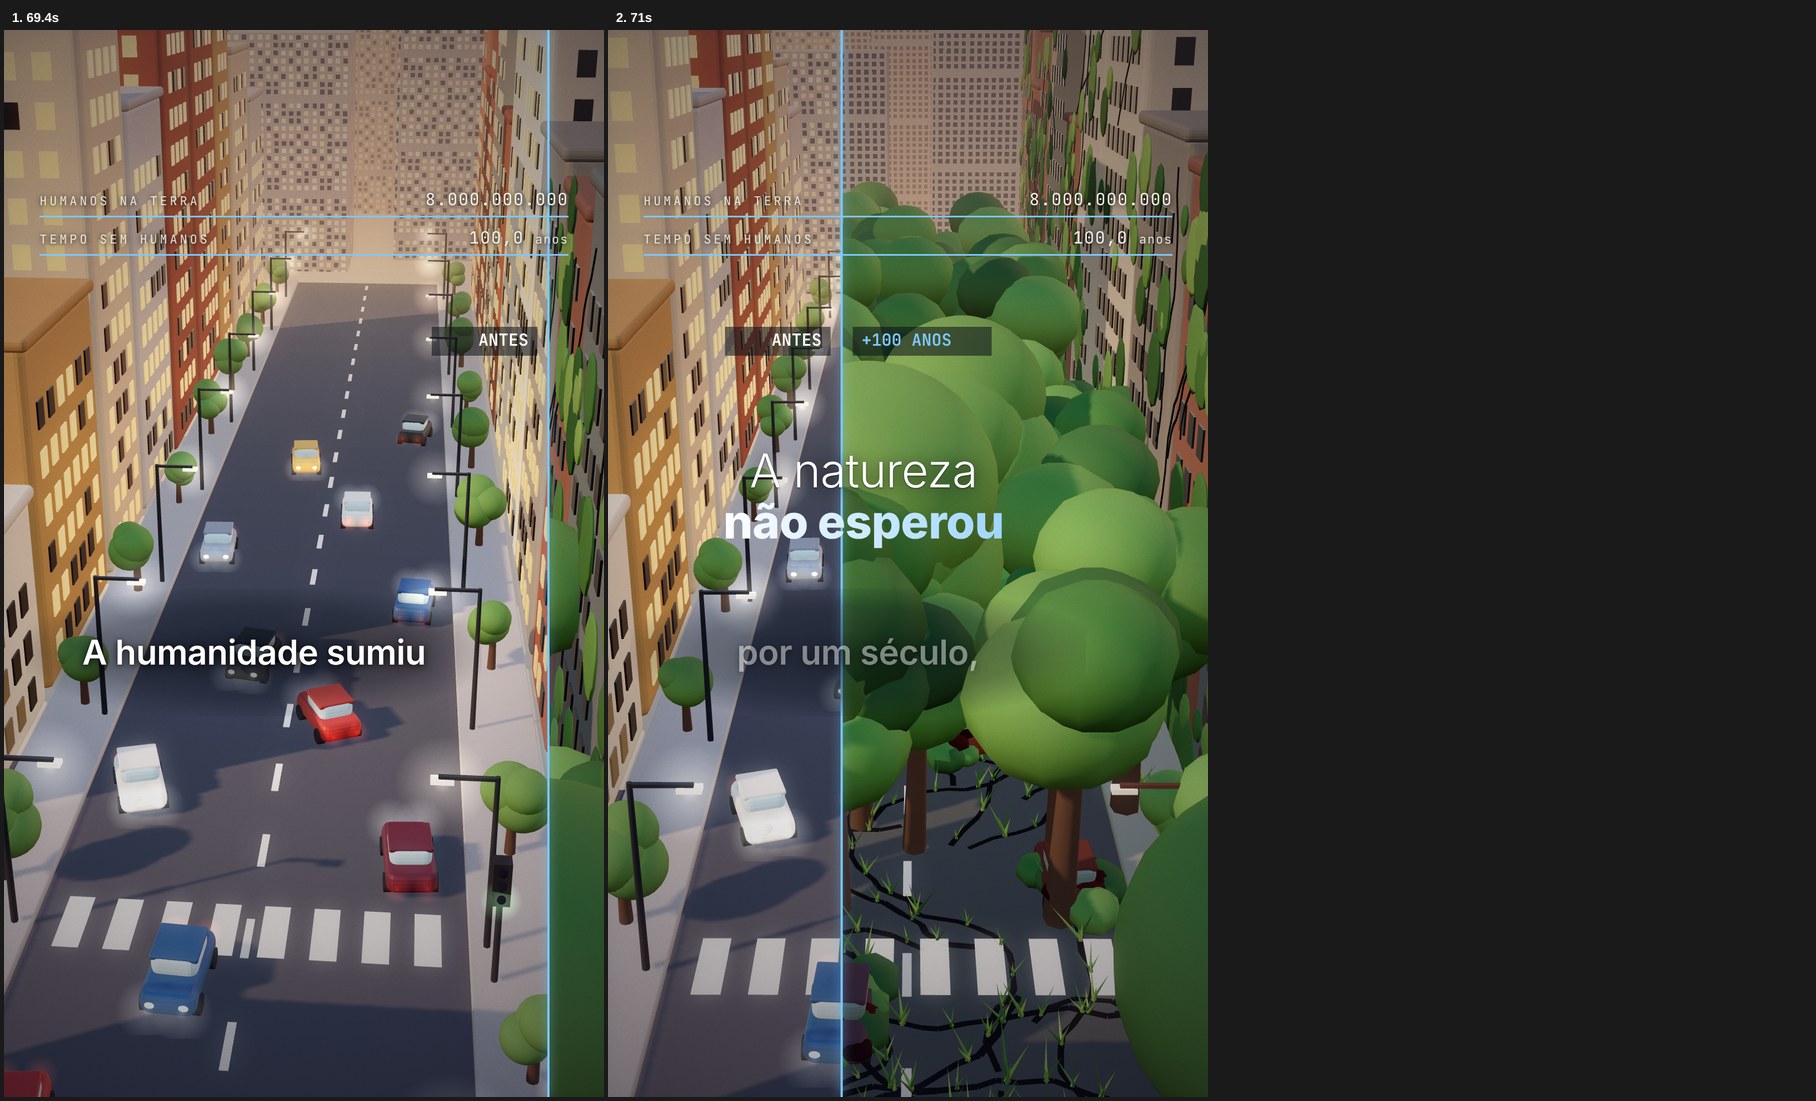 1. 69.4s
HUMANOS NA TERRA 8.000.000.000
TEMPO SEM HUMANOS 100,0 anos
ANTES
A humanidade sumiu
2. 71s
HUMANOS NA TERRA 8.000.000.000
TEMPO SEM HUMANOS 100,0 anos
ANTES +100 ANOS
A natureza
não esperou
por um século,